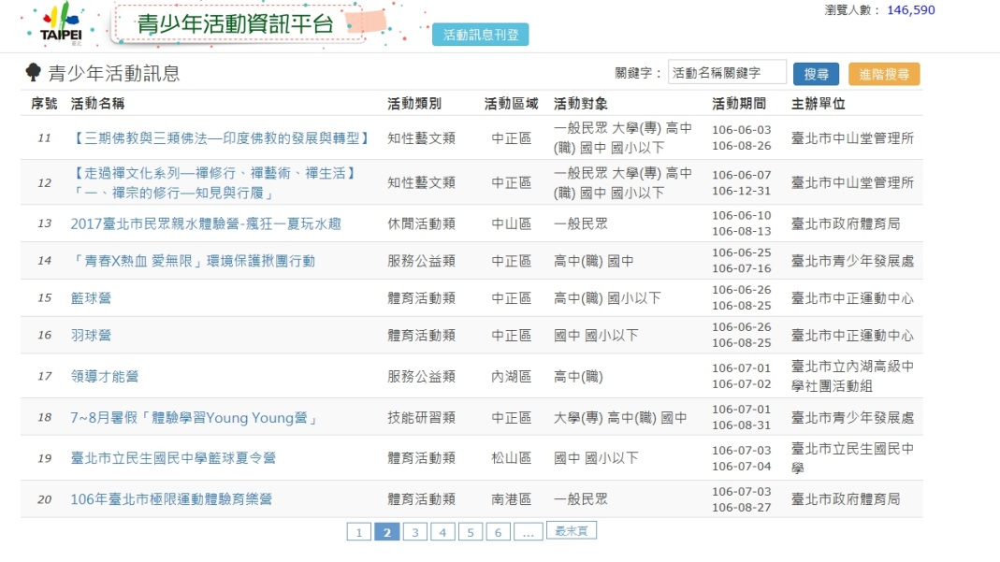 TAIPEI
臺北
青少年活動資訊平台
活動訊息刊登
瀏覽人數： 146,590
青少年活動訊息
關鍵字： 活動名稱關鍵字 搜尋 進階搜尋
序號 活動名稱 活動類別 活動區域 活動對象 活動期間 主辦單位
11 【三期佛教與三類佛法—印度佛教的發展與轉型】 知性藝文類 中正區 一般民眾 大學(專) 高中 106-06-03 臺北市中山堂管理所
(職) 國中 國小以下 106-08-26
12 【走過禪文化系列—禪修行、禪藝術、禪生活】 知性藝文類 中正區 一般民眾 大學(專) 高中 106-06-07 臺北市中山堂管理所
「一、禪宗的修行—知見與行履」 (職) 國中 國小以下 106-12-31
13 2017臺北市民眾親水體驗營-瘋狂一夏玩水趣 休閒活動類 中山區 一般民眾 106-06-10 臺北市政府體育局
106-08-13
14 「青春X熱血 愛無限」環境保護揪團行動 服務公益類 中正區 高中(職) 國中 106-06-25 臺北市青少年發展處
106-07-16
15 籃球營 體育活動類 中正區 高中(職) 國小以下 106-06-26 臺北市中正運動中心
106-08-25
16 羽球營 體育活動類 中正區 國中 國小以下 106-06-26 臺北市中正運動中心
106-08-25
17 領導才能營 服務公益類 內湖區 高中(職) 106-07-01 臺北市立內湖高級中
106-07-02 學社團活動組
18 7~8月暑假「體驗學習Young Young營」 技能研習類 中正區 大學(專) 高中(職) 國中 106-07-01 臺北市青少年發展處
106-08-31
19 臺北市立民生國民中學籃球夏令營 體育活動類 松山區 國中 國小以下 106-07-03 臺北市立民生國民中
106-07-04 學
20 106年臺北市極限運動體驗育樂營 體育活動類 南港區 一般民眾 106-07-03 臺北市政府體育局
106-08-27
1 2 3 4 5 6 ... 最末頁